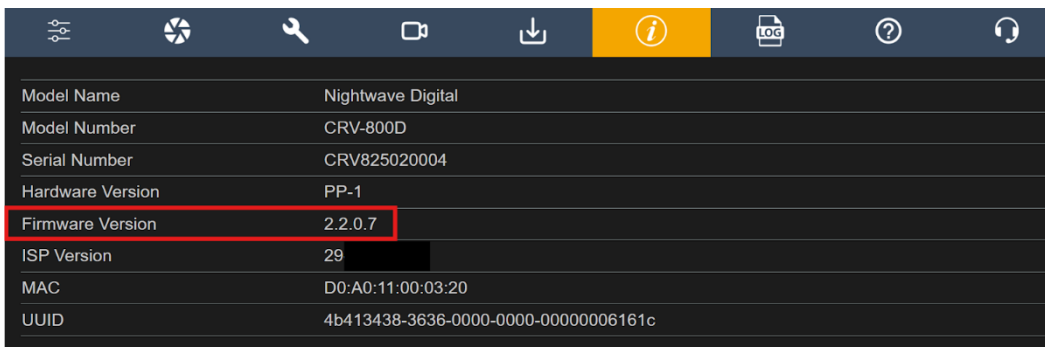 LOG
Model Name Nightwave Digital
Model Number CRV-800D
Serial Number CRV825020004
Hardware Version PP-1
Firmware Version 2.2.0.7
ISP Version 29
MAC D0:A0:11:00:03:20
UUID 4b413438-3636-0000-0000-00000006161c